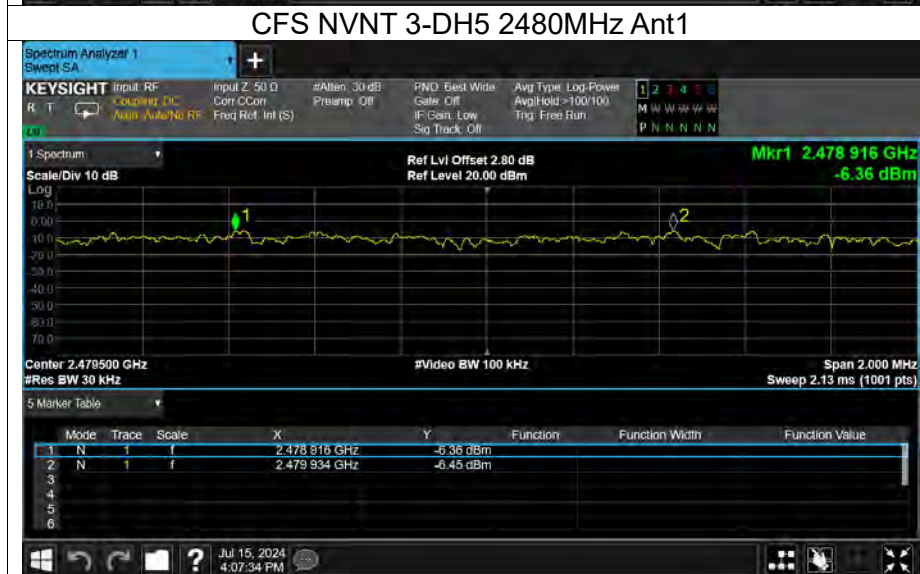 CFS NVNT 3-DH5 2480MHz Ant1
Spectrum Analyzer 1
Swept SA
+
KEYSIGHT Input: RF Input Z: 50 Ω #Atten: 30 dB PNO: Best Wide Avg Type: Log-Power 1 2 3 4 5 6
R T Coupling: DC Corr CCorr Preamp: Off Gate: Off Avg|Hold:>100/100 M W W W W W
Align: Auto/No RF Freq Ref: Int (S) IF Gain: Low Trig: Free Run
Sig Track: Off P N N N N N
1 Spectrum
Ref Lvl Offset 2.80 dB Mkr1 2.478 916 GHz
Scale/Div 10 dB Ref Level 20.00 dBm -6.36 dBm
Log
10.0
0.00
-10.0
-20.0
-30.0
-40.0
-50.0
-60.0
-70.0
1
2
Center 2.479500 GHz #Video BW 100 kHz Span 2.000 MHz
#Res BW 30 kHz Sweep 2.13 ms (1001 pts)
5 Marker Table
Mode Trace Scale X Y Function Function Width Function Value
1 N 1 f 2.478 916 GHz -6.36 dBm
2 N 1 f 2.479 934 GHz -6.45 dBm
3
4
5
6
? Jul 15, 2024
4:07:34 PM